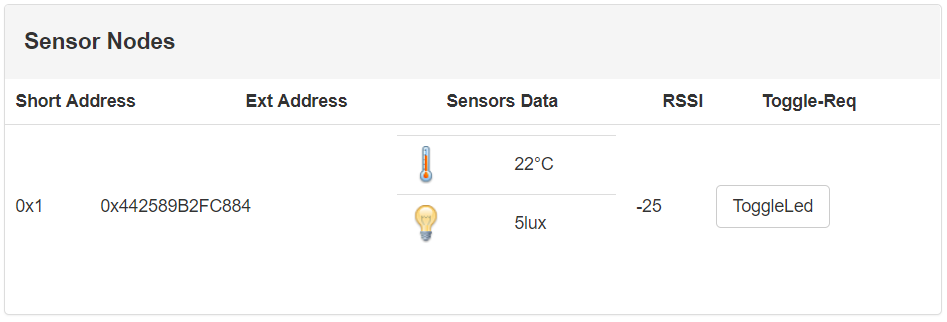 Sensor Nodes
Short Address Ext Address Sensors Data RSSI Toggle-Req
22°C
0x1 0x442589B2FC884 -25 ToggleLed
5lux